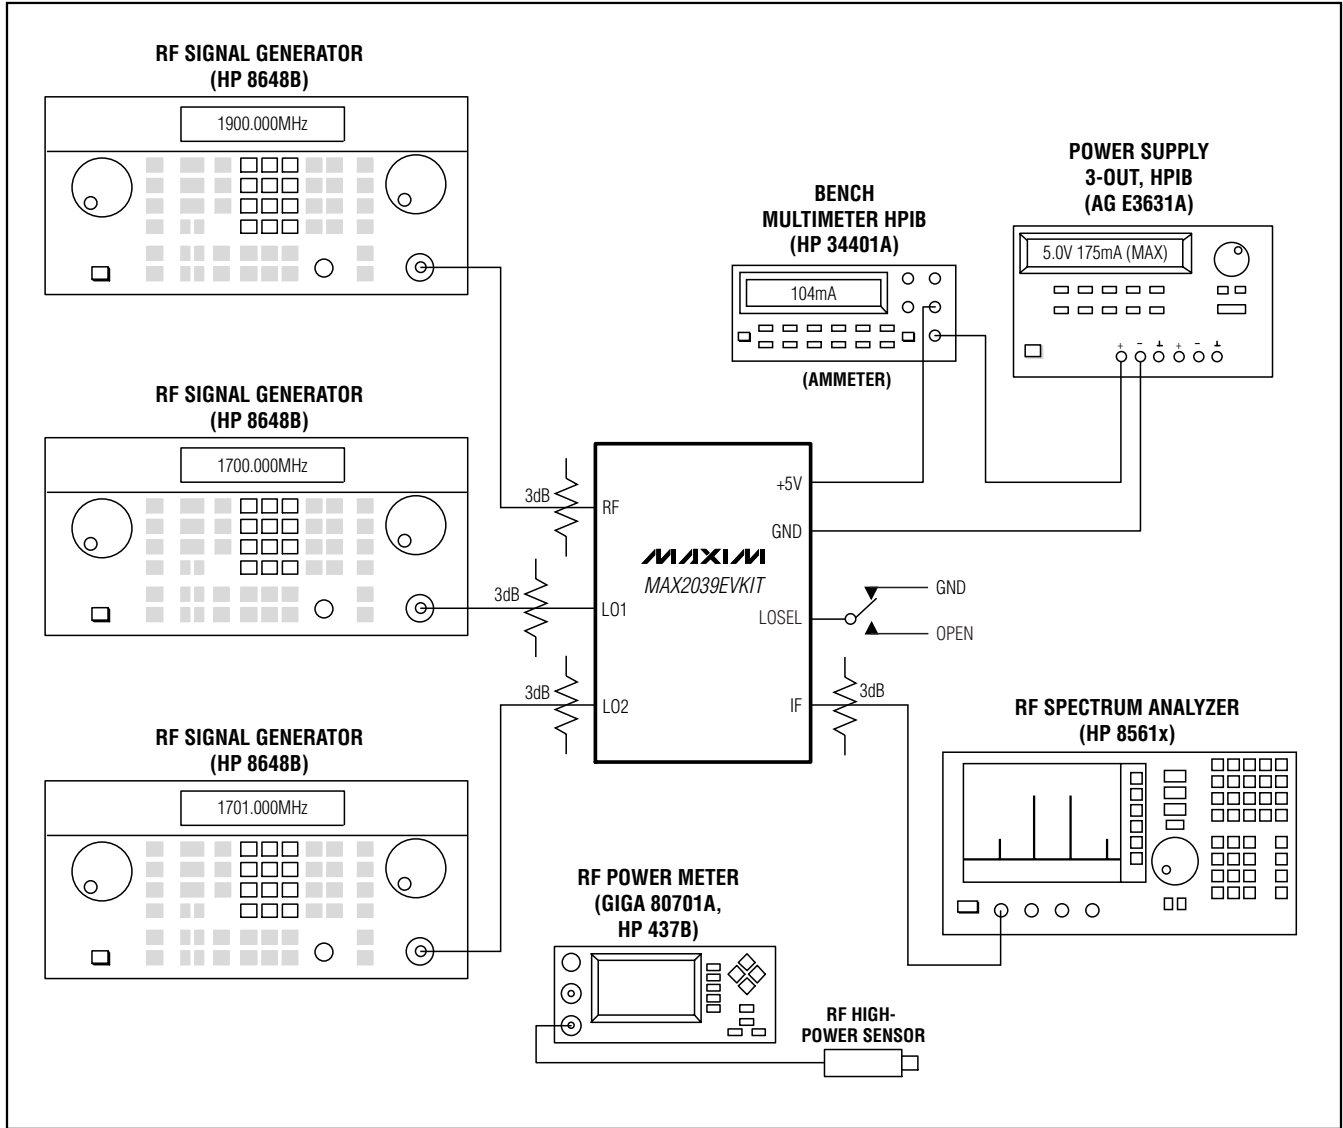 RF SIGNAL GENERATOR
(HP 8648B)
1900.000MHz
POWER SUPPLY
3-OUT, HPIB
(AG E3631A)
5.0V 175mA (MAX)
+ - + -
BENCH
MULTIMETER HPIB
(HP 34401A)
104mA
(AMMETER)
RF SIGNAL GENERATOR
(HP 8648B)
1700.000MHz
3dB
RF
+5V
GND
MAXIM
MAX2039EVKIT
3dB
LO1
LOSEL
GND
OPEN
3dB
LO2
IF
3dB
RF SIGNAL GENERATOR
(HP 8648B)
1701.000MHz
RF SPECTRUM ANALYZER
(HP 8561x)
RF POWER METER
(GIGA 80701A,
HP 437B)
RF HIGH-
POWER SENSOR